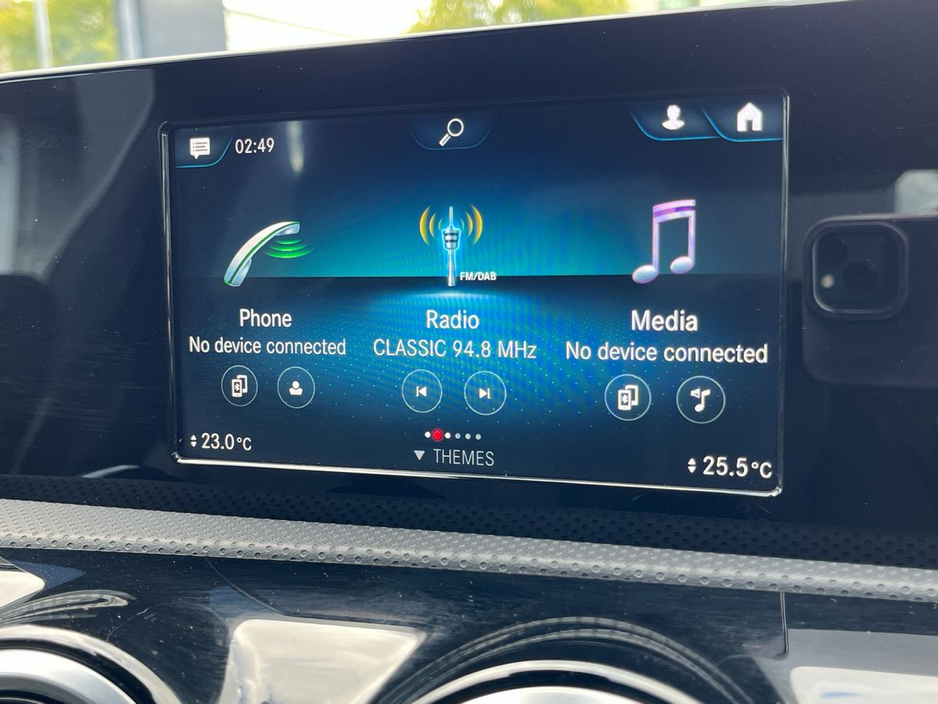 02:49
FM/DAB
Phone
Radio
Media
No device connected
CLASSIC 94.8 MHz
No device connected
23.0°C
▼ THEMES
25.5°C